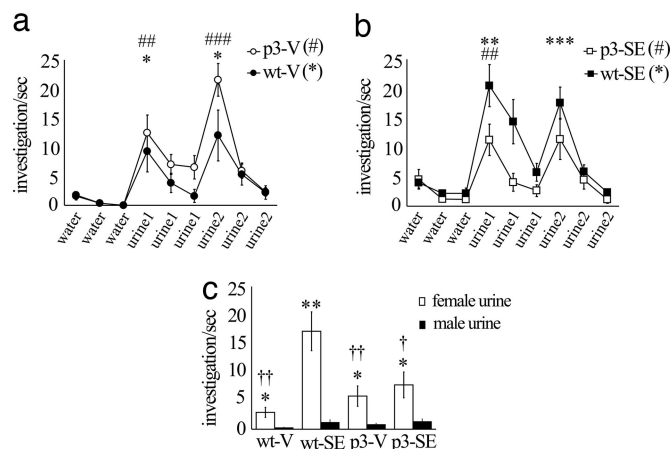 a
##
*
###
*
p3-V (#)
wt-V (*)
investigation/sec
25
20
15
10
5
0
water
water
water
urine1
urine1
urine1
urine2
urine2
urine2
b
**
##
***
p3-SE (#)
wt-SE (*)
investigation/sec
25
20
15
10
5
0
water
water
water
urine1
urine1
urine1
urine2
urine2
urine2
c
female urine
male urine
investigation/sec
25
20
15
10
5
0
††
*
**
††
*
†
*
wt-V
wt-SE
p3-V
p3-SE